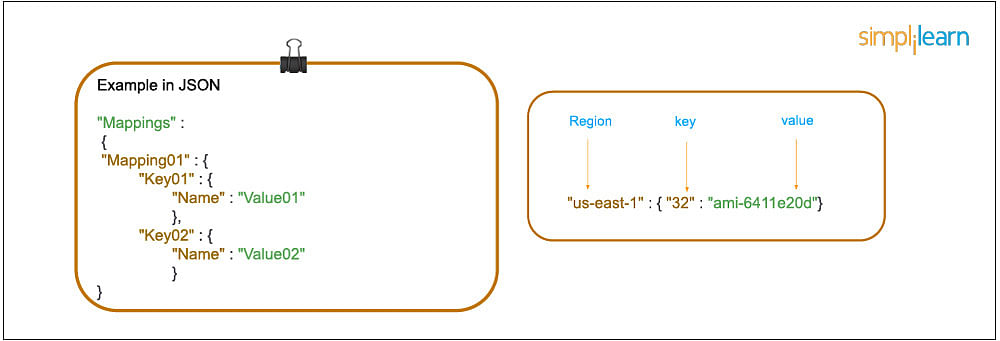 simplilearn
Example in JSON
"Mappings" :
{
"Mapping01" : {
"Key01" : {
"Name" : "Value01"
},
"Key02" : {
"Name" : "Value02"
}
}
Region key value
"us-east-1" : { "32" : "ami-6411e20d"}